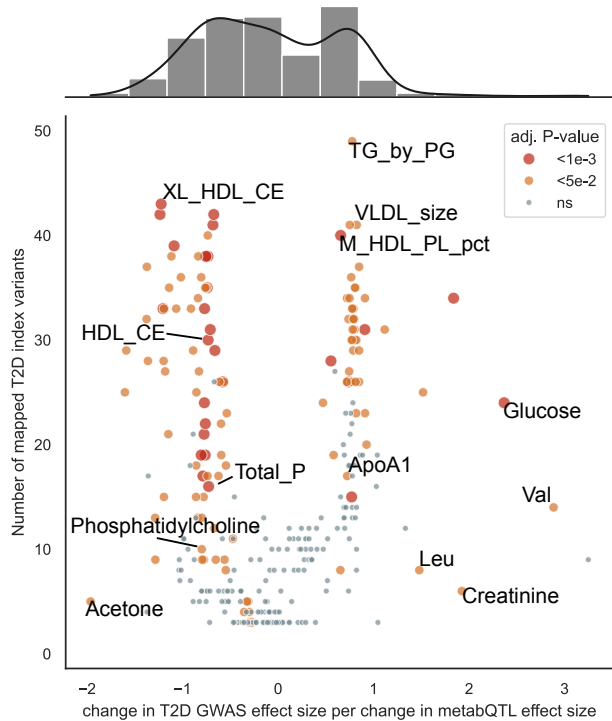 50
adj. P-value
<1e-3
<5e-2
ns
TG_by_PG
XL_HDL_CE
VLDL_size
40
M_HDL_PL_pct
HDL_CE
30
Glucose
20
Total_P
ApoA1
Val
Phosphatidylcholine
10
Leu
Creatinine
Acetone
0
Number of mapped T2D index variants
−2
−1
0
1
2
3
change in T2D GWAS effect size per change in metabQTL effect size